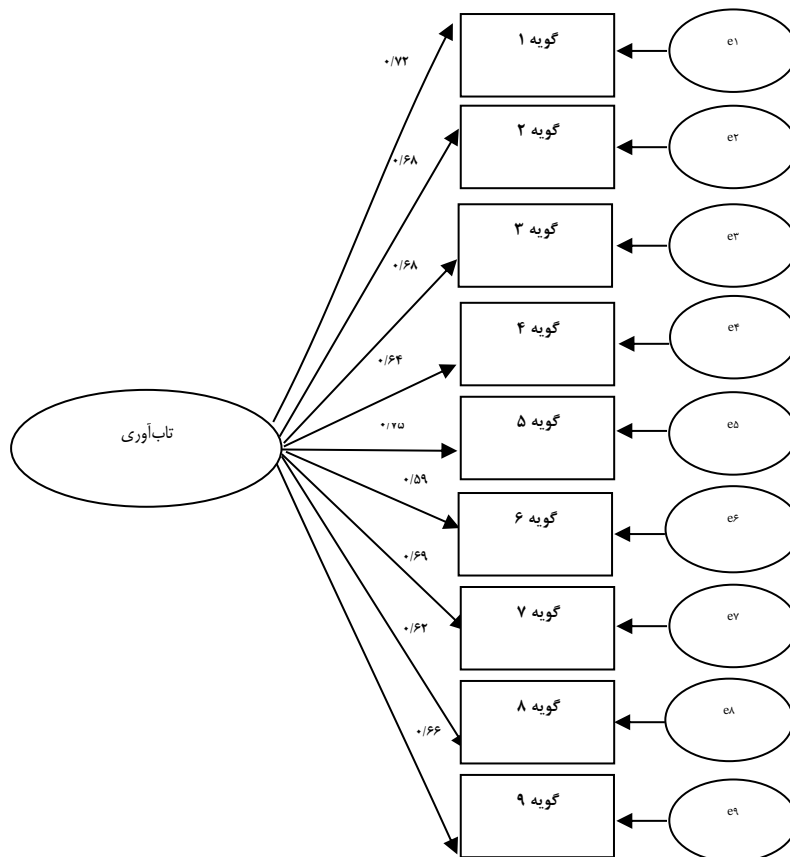 گویه ۱
e۱
۰/۷۲
گویه ۲
e۲
۰/۶۸
گویه ۳
e۳
۰/۶۸
گویه ۴
e۴
۰/۶۴
تاب‌آوری
گویه ۵
e۵
۰/۷۵
گویه ۶
e۶
۰/۵۹
گویه ۷
e۷
۰/۶۹
گویه ۸
e۸
۰/۶۲
گویه ۹
e۹
۰/۶۶